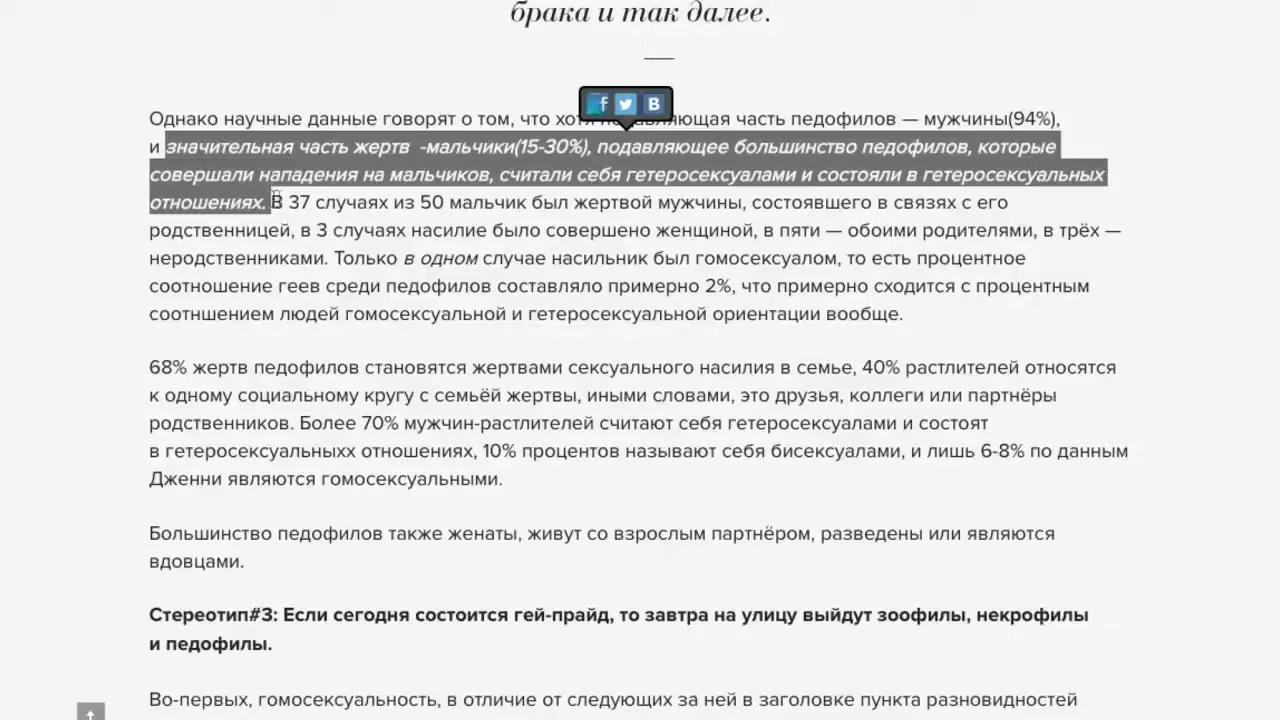 брака и так далее.
Однако научные данные говорят о том, что хотя подавляющая часть педофилов — мужчины(94%),
и значительная часть жертв -мальчики(15-30%), подавляющее большинство педофилов, которые
совершали нападения на мальчиков, считали себя гетеросексуалами и состояли в гетеросексуальных
отношениях. В 37 случаях из 50 мальчик был жертвой мужчины, состоявшего в связях с его
родственницей, в 3 случаях насилие было совершено женщиной, в пяти — обоими родителями, в трёх —
неродственниками. Только в одном случае насильник был гомосексуалом, то есть процентное
соотношение геев среди педофилов составляло примерно 2%, что примерно сходится с процентным
соотншением людей гомосексуальной и гетеросексуальной ориентации вообще.
68% жертв педофилов становятся жертвами сексуального насилия в семье, 40% растлителей относятся
к одному социальному кругу с семьёй жертвы, иными словами, это друзья, коллеги или партнёры
родственников. Более 70% мужчин-растлителей считают себя гетеросексуалами и состоят
в гетеросексуальныхх отношениях, 10% процентов называют себя бисексуалами, и лишь 6-8% по данным
Дженни являются гомосексуальными.
Большинство педофилов также женаты, живут со взрослым партнёром, разведены или являются
вдовцами.
Стереотип#3: Если сегодня состоится гей-прайд, то завтра на улицу выйдут зоофилы, некрофилы
и педофилы.
Во-первых, гомосексуальность, в отличие от следующих за ней в заголовке пункта разновидностей